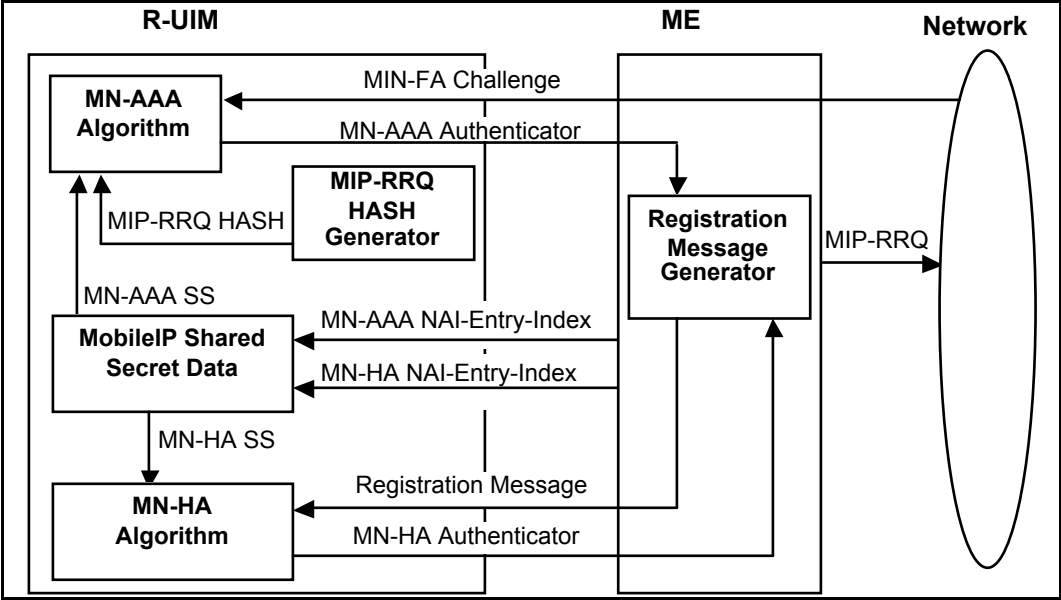 R-UIM
ME
Network
MN-AAA
Algorithm
MIN-FA Challenge
MN-AAA Authenticator
MIP-RRQ
HASH
Generator
MIP-RRQ HASH
Registration
Message
Generator
MIP-RRQ
MN-AAA SS
MobileIP Shared
Secret Data
MN-AAA NAI-Entry-Index
MN-HA NAI-Entry-Index
MN-HA SS
MN-HA
Algorithm
Registration Message
MN-HA Authenticator